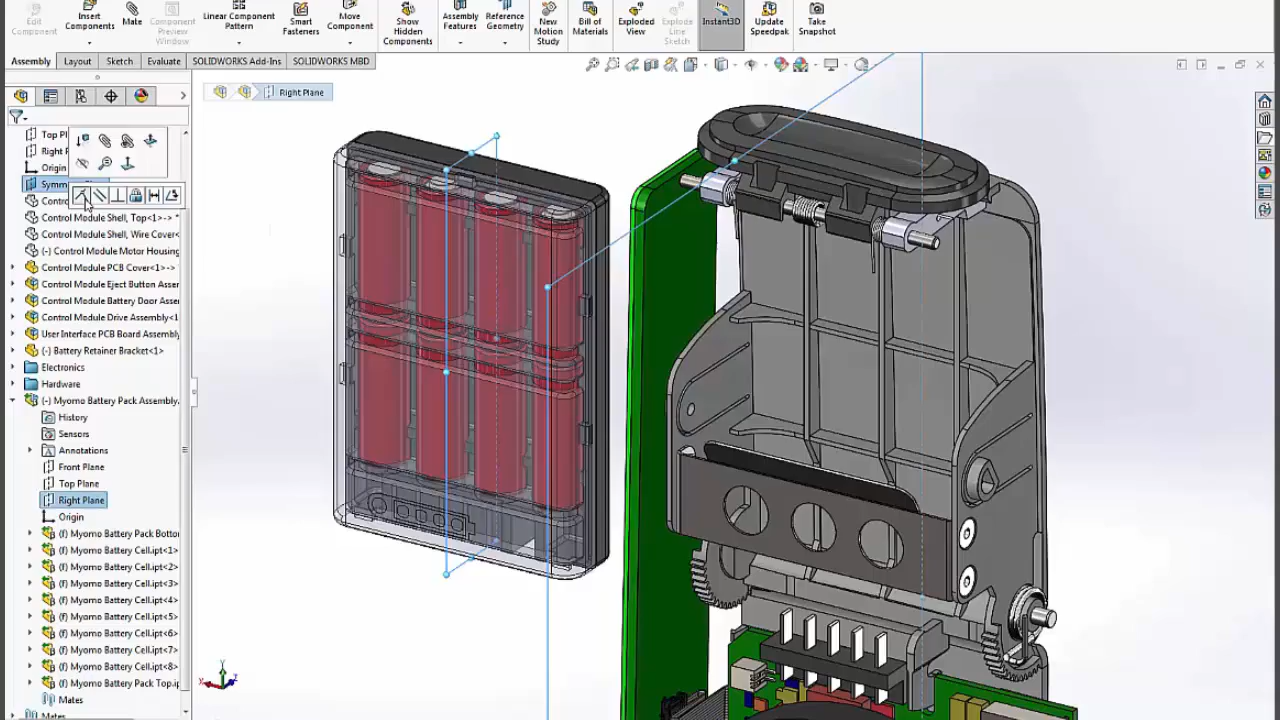 Edit Component
Insert Components
Mate
Component Preview Window
Linear Component Pattern
Smart Fasteners
Move Component
Show Hidden Components
Assembly Features
Reference Geometry
New Motion Study
Bill of Materials
Exploded View
Explode Line Sketch
Instant3D
Update Speedpak
Take Snapshot
Assembly
Layout
Sketch
Evaluate
SOLIDWORKS Add-Ins
SOLIDWORKS MBD
Right Plane
Top Pl
Right P
Origin
Symm
Contr
Control Module Shell, Top<1>-> *
Control Module Shell, Wire Cover<
(-) Control Module Motor Housing
Control Module PCB Cover<1>->
Control Module Eject Button Asser
Control Module Battery Door Asse
Control Module Drive Assembly<1
User Interface PCB Board Assembly
(-) Battery Retainer Bracket<1>
Electronics
Hardware
(-) Myomo Battery Pack Assembly.
History
Sensors
Annotations
Front Plane
Top Plane
Right Plane
Origin
(f) Myomo Battery Pack Bottor
(f) Myomo Battery Cell.ipt<1>
(f) Myomo Battery Cell.ipt<2>
(f) Myomo Battery Cell.ipt<3>
(f) Myomo Battery Cell.ipt<4>
(f) Myomo Battery Cell.ipt<5>
(f) Myomo Battery Cell.ipt<6>
(f) Myomo Battery Cell.ipt<7>
(f) Myomo Battery Cell.ipt<8>
(f) Myomo Battery Pack Top.ip
Mates
Mates